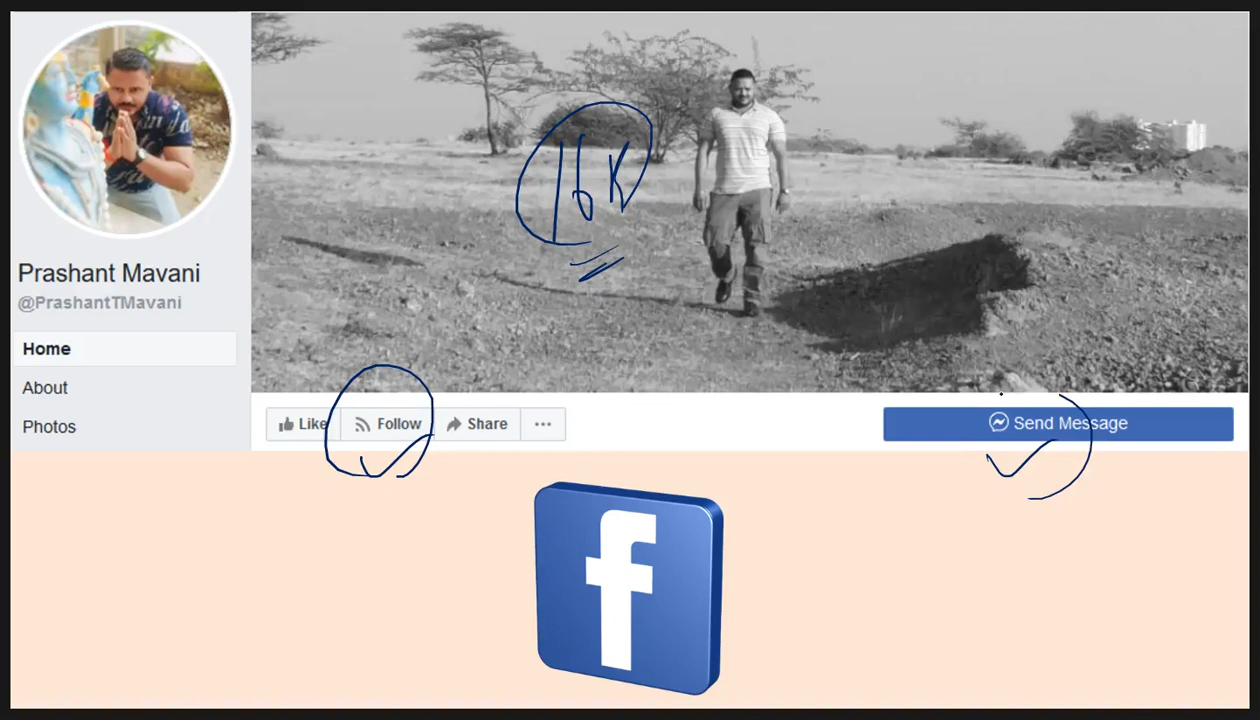 16K
Prashant Mavani
@PrashantTMavani
Home
About
Photos
Like
Follow
Share
...
Send Message
f